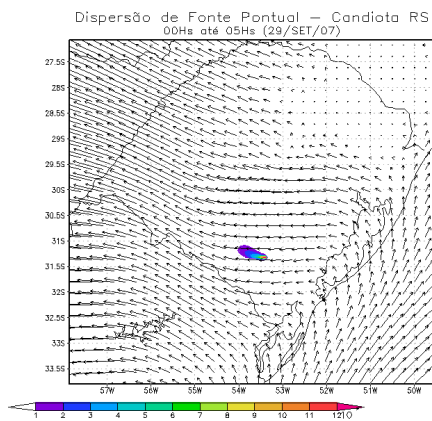 Dispersão de Fonte Pontual – Candiota RS
00Hs até 05Hs (29/SET/07)
27.5S
28S
28.5S
29S
29.5S
30S
30.5S
31S
31.5S
32S
32.5S
33S
33.5S
57W 56W 55W 54W 53W 52W 51W 50W
1 2 3 4 5 6 7 8 9 10 11 1210